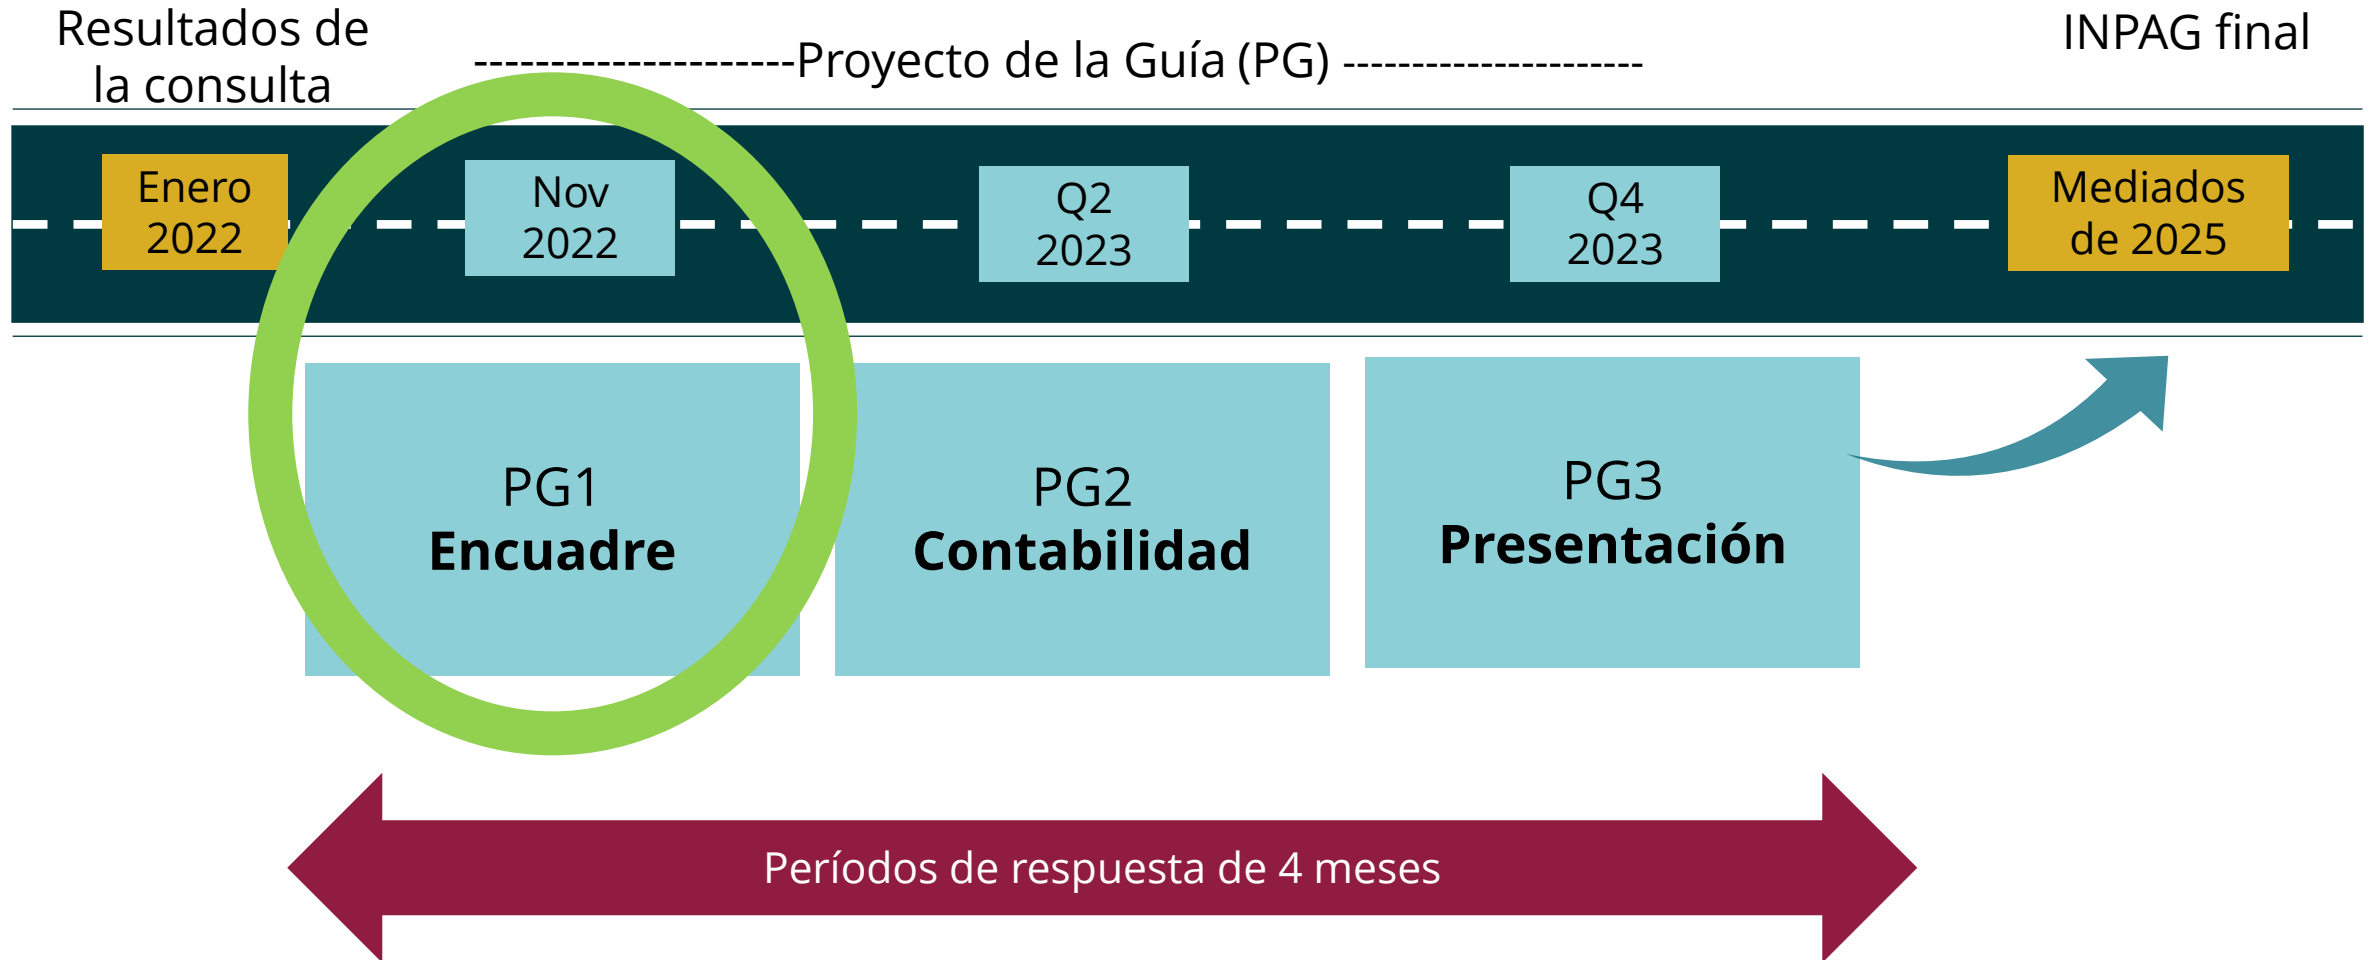 Resultados de
la consulta
---------------------Proyecto de la Guía (PG) ----------------------
INPAG final
Enero
2022
Nov
2022
Q2
2023
Q4
2023
Mediados
de 2025
PG1
Encuadre
PG2
Contabilidad
PG3
Presentación
Períodos de respuesta de 4 meses